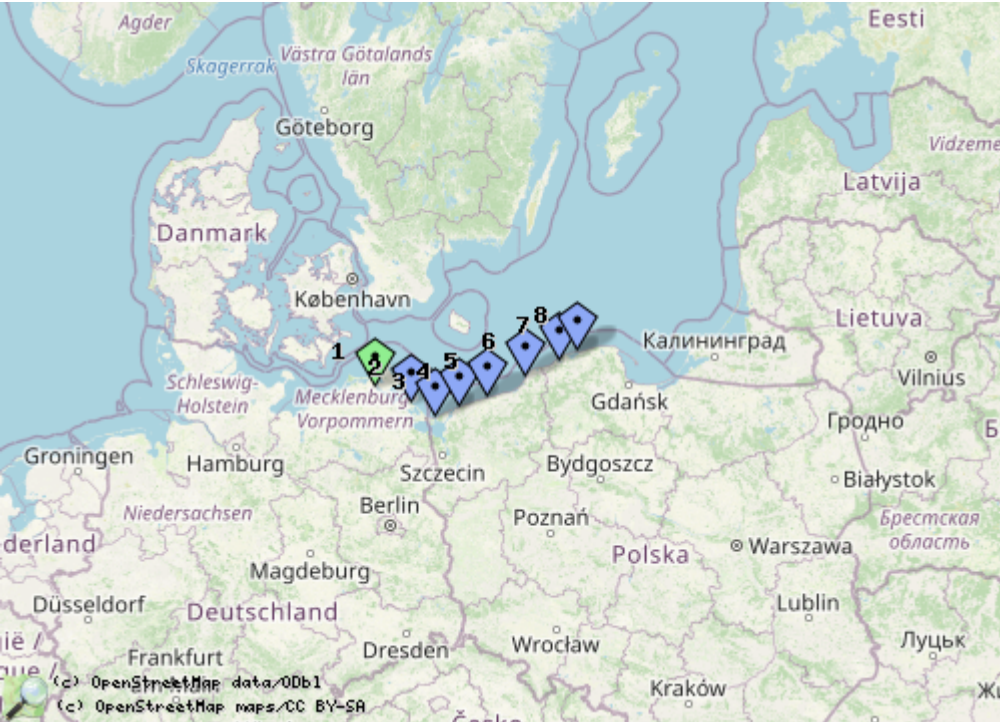 Agder
Eesti
Västra Götalands
län
Skagerrak
Göteborg
Vidzeme
Latvija
Danmark
København
Lietuva
8
7
6
1
2
5
4
3
Калининград
Vilnius
Schleswig-
Holstein
Mecklenburg
Vorpommern
Gdańsk
Гродно
Groningen
Hamburg
Szczecin
Bydgoszcz
Białystok
Berlin
Niedersachsen
Poznań
Брестская
область
derland
Polska
Warszawa
Magdeburg
Düsseldorf
Deutschland
Lublin
ië /
que /
Frankfurt
Dresden
Wrocław
Луцьк
Kraków
(c) OpenStreetMap data/ODbl
(c) OpenStreetMap maps/CC BY-SA